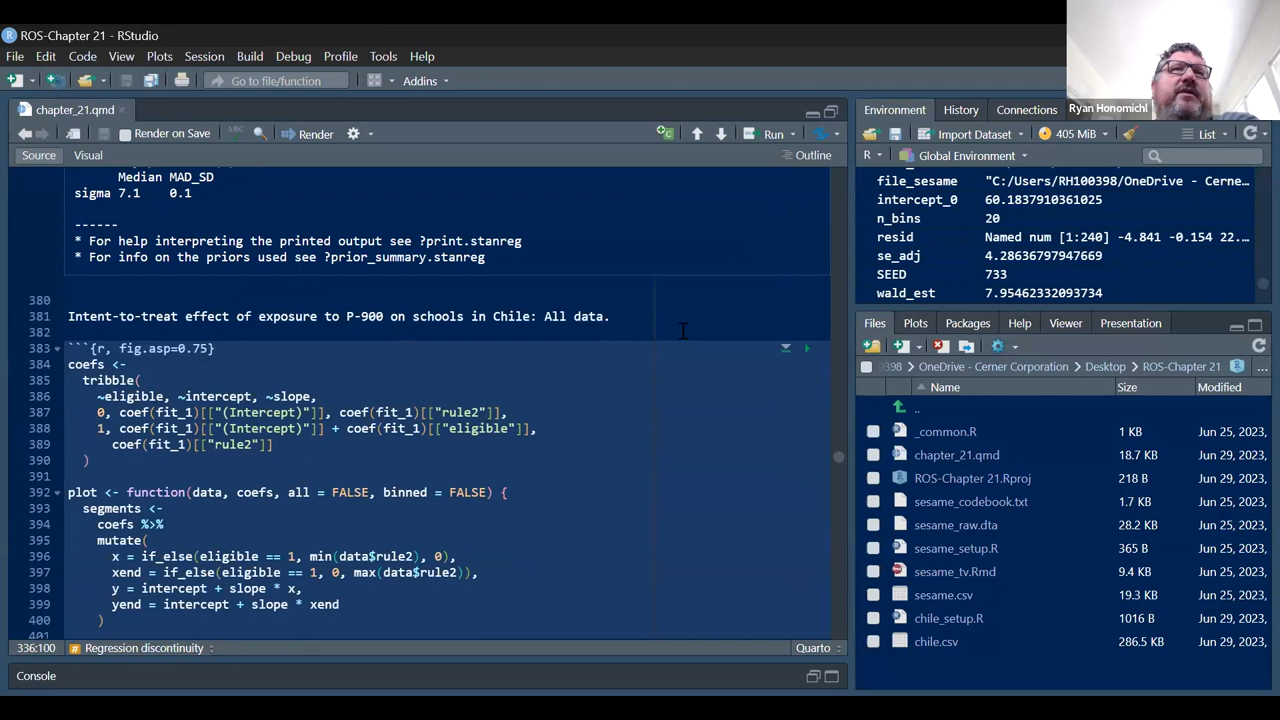 ROS-Chapter 21 - RStudio
File Edit Code View Plots Session Build Debug Profile Tools Help
Go to file/function
Addins
Ryan Honomichl
chapter_21.qmd
Render on Save
ABC
Render
Run
Source
Visual
Outline
Median MAD_SD
sigma 7.1 0.1
------
* For help interpreting the printed output see ?print.stanreg
* For info on the priors used see ?prior_summary.stanreg
380
381 Intent-to-treat effect of exposure to P-900 on schools in Chile: All data.
382
383 ```{r, fig.asp=0.75}
384 coefs <-
385 tribble(
386 ~eligible, ~intercept, ~slope,
387 0, coef(fit_1)[["(Intercept)"]], coef(fit_1)[["rule2"]],
388 1, coef(fit_1)[["(Intercept)"]] + coef(fit_1)[["eligible"]],
389 coef(fit_1)[["rule2"]]
390 )
391
392 plot <- function(data, coefs, all = FALSE, binned = FALSE) {
393 segments <-
394 coefs %>%
395 mutate(
396 x = if_else(eligible == 1, min(data$rule2), 0),
397 xend = if_else(eligible == 1, 0, max(data$rule2)),
398 y = intercept + slope * x,
399 yend = intercept + slope * xend
400 )
401
336:100 # Regression discontinuity Quarto
Console
Environment History Connections
Import Dataset 405 MiB List
R Global Environment
file_sesame "C:/Users/RH100398/OneDrive - Cerne…
intercept_0 60.1837910361025
n_bins 20
resid Named num [1:240] -4.841 -0.154 22.…
se_adj 4.28636797947669
SEED 733
wald_est 7.95462332093734
Files Plots Packages Help Viewer Presentation
D398 OneDrive - Cerner Corporation Desktop ROS-Chapter 21 ...
Name Size Modified
..
_common.R 1 KB Jun 25, 2023,
chapter_21.qmd 18.7 KB Jun 29, 2023,
ROS-Chapter 21.Rproj 218 B Jun 29, 2023,
sesame_codebook.txt 1.7 KB Jun 25, 2023,
sesame_raw.dta 28.2 KB Jun 25, 2023,
sesame_setup.R 365 B Jun 25, 2023,
sesame_tv.Rmd 9.4 KB Jun 25, 2023,
sesame.csv 19.3 KB Jun 25, 2023,
chile_setup.R 1016 B Jun 29, 2023,
chile.csv 286.5 KB Jun 29, 2023,